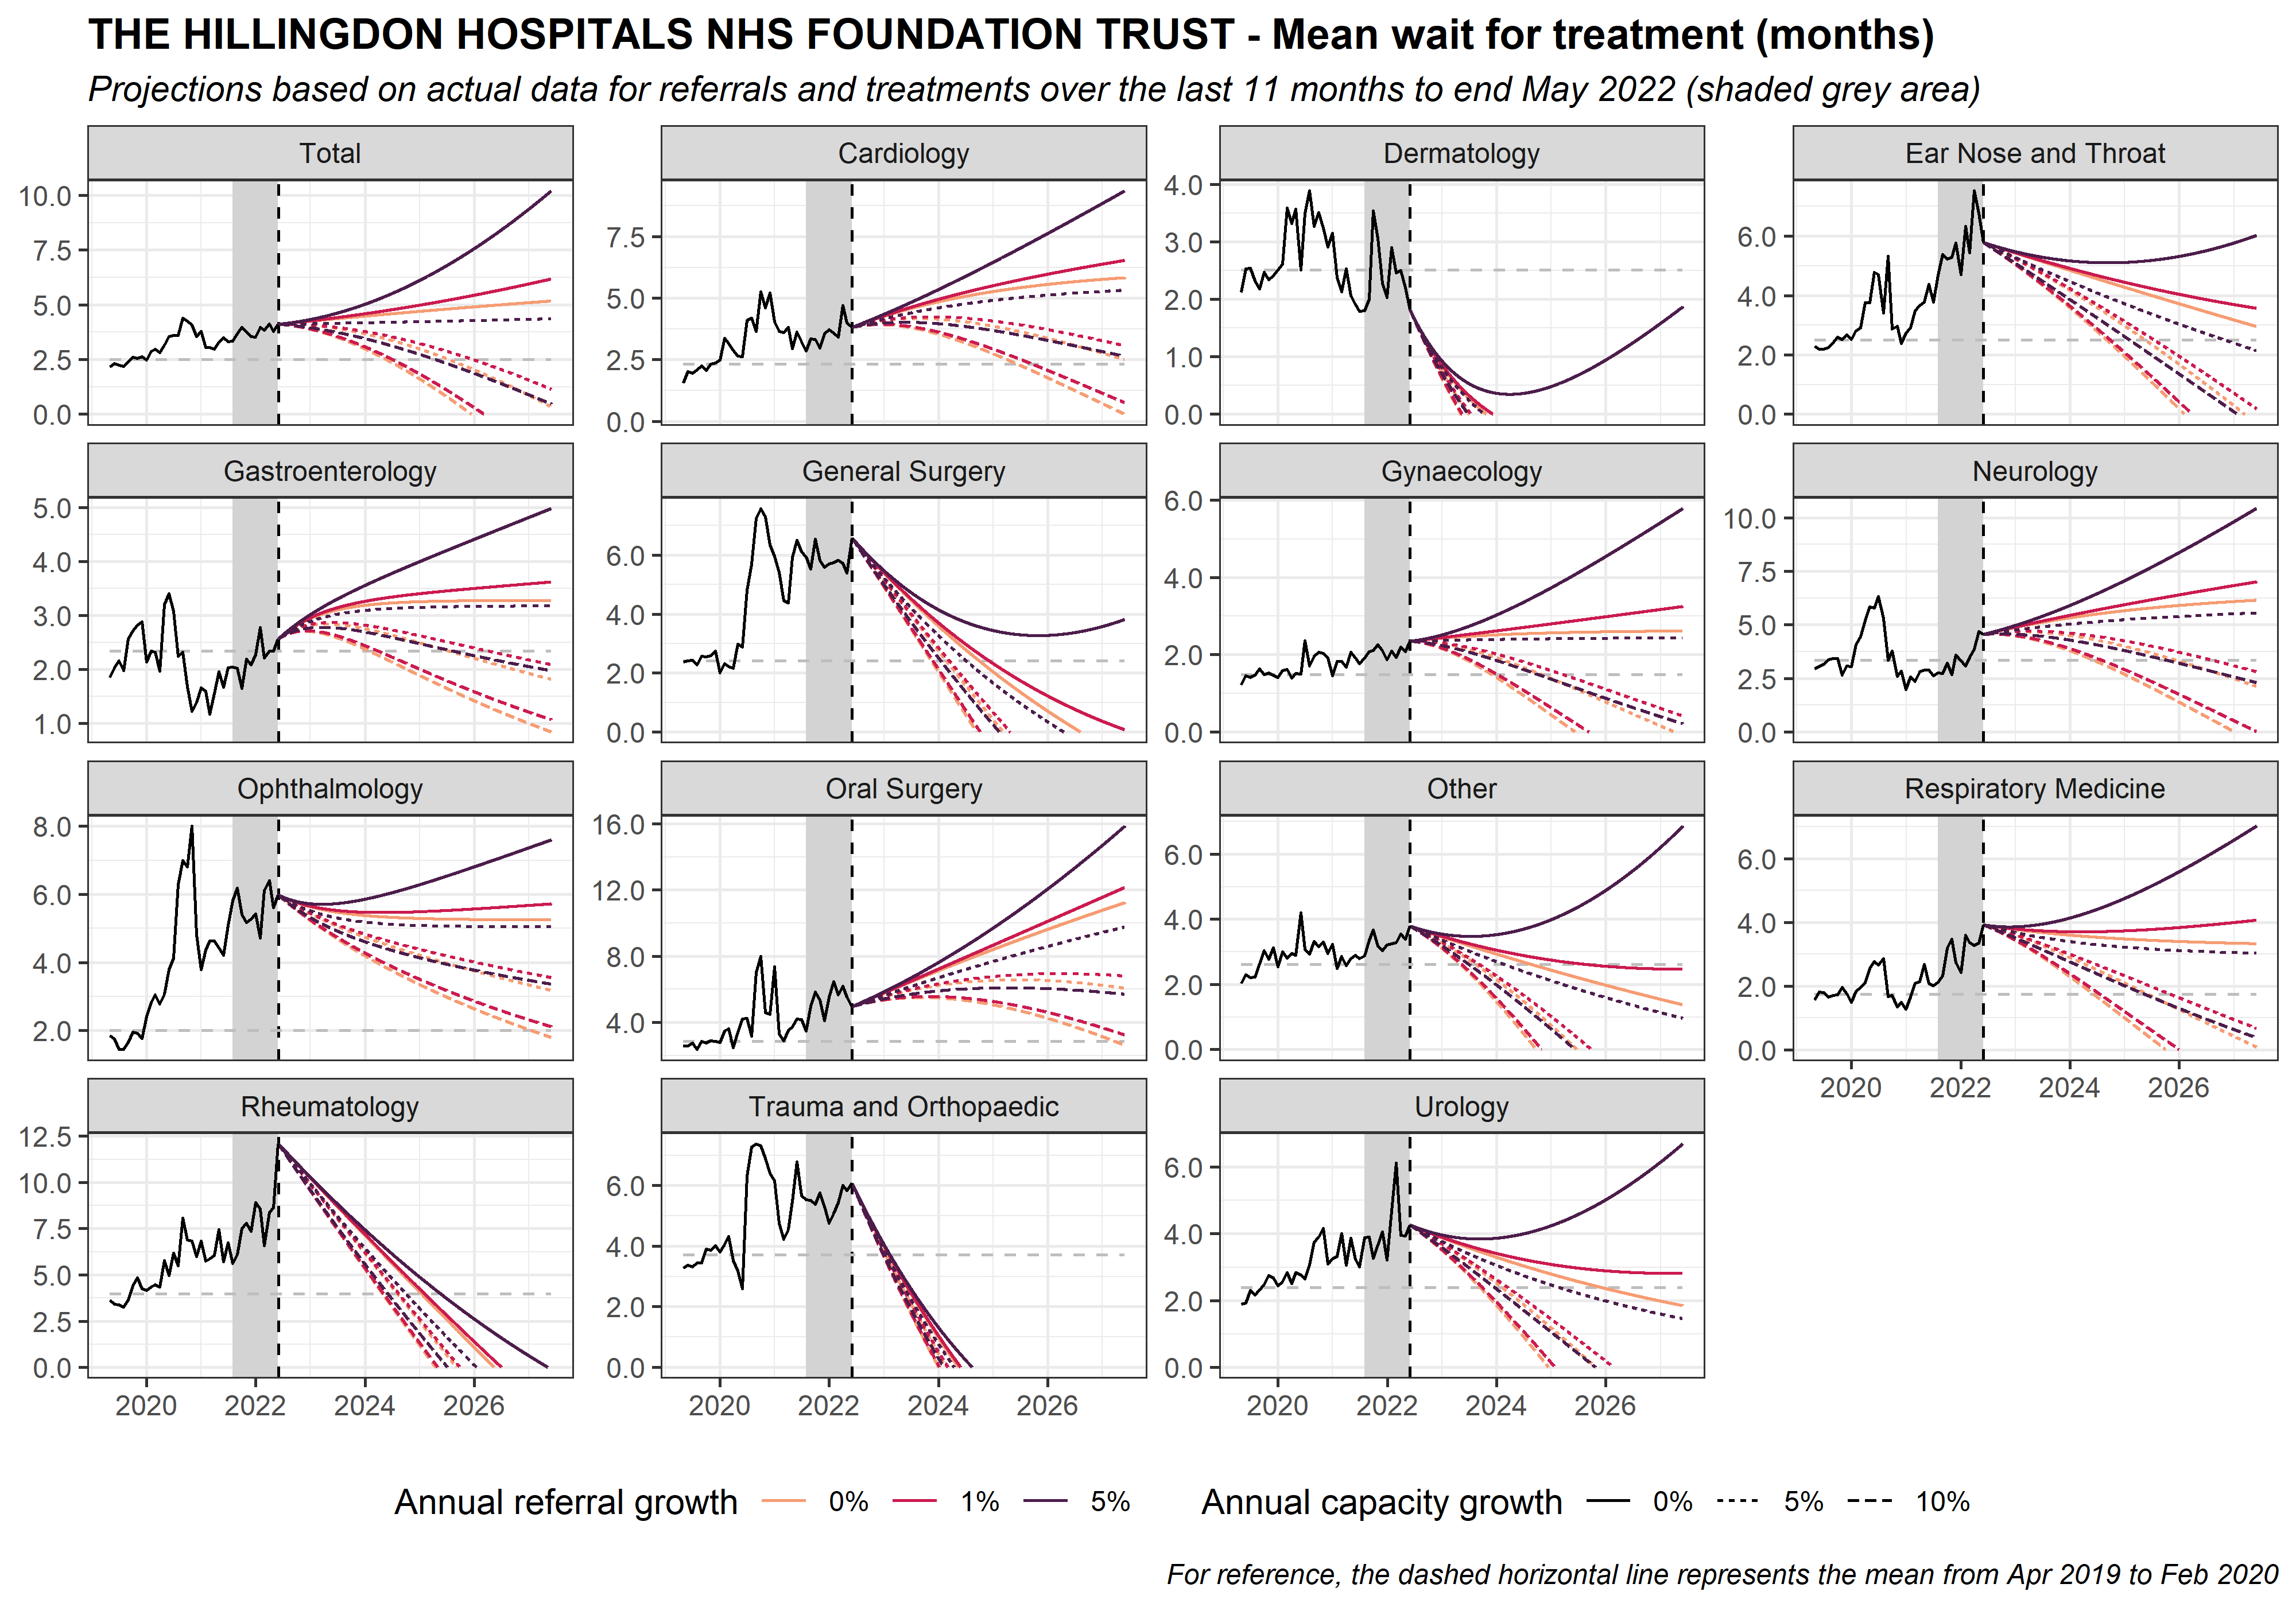 THE HILLINGDON HOSPITALS NHS FOUNDATION TRUST - Mean wait for treatment (months)
Projections based on actual data for referrals and treatments over the last 11 months to end May 2022 (shaded grey area)
Total
10.0
7.5
5.0
2.5
0.0
Cardiology
7.5
5.0
2.5
0.0
Dermatology
4.0
3.0
2.0
1.0
0.0
Ear Nose and Throat
6.0
4.0
2.0
0.0
Gastroenterology
5.0
4.0
3.0
2.0
1.0
General Surgery
6.0
4.0
2.0
0.0
Gynaecology
6.0
4.0
2.0
0.0
Neurology
10.0
7.5
5.0
2.5
0.0
Ophthalmology
8.0
6.0
4.0
2.0
Oral Surgery
16.0
12.0
8.0
4.0
Other
6.0
4.0
2.0
0.0
Respiratory Medicine
6.0
4.0
2.0
0.0
2020 2022 2024 2026
Rheumatology
12.5
10.0
7.5
5.0
2.5
0.0
2020 2022 2024 2026
Trauma and Orthopaedic
6.0
4.0
2.0
0.0
2020 2022 2024 2026
Urology
6.0
4.0
2.0
0.0
2020 2022 2024 2026
Annual referral growth 0% 1% 5% Annual capacity growth 0% 5% 10%
For reference, the dashed horizontal line represents the mean from Apr 2019 to Feb 2020